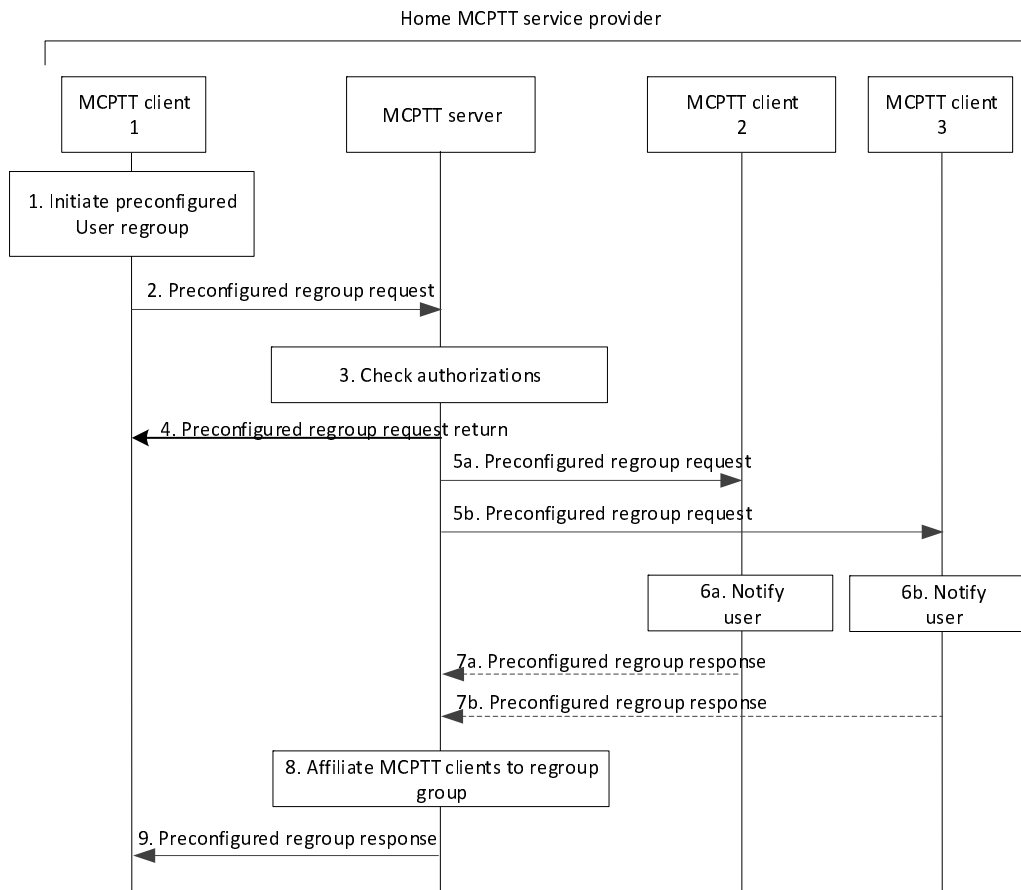 Home MCPTT service provider
MCPTT client
1
MCPTT server
MCPTT client
2
MCPTT client
3
1. Initiate preconfigured
User regroup
2. Preconfigured regroup request
3. Check authorizations
4. Preconfigured regroup request return
5a. Preconfigured regroup request
5b. Preconfigured regroup request
6a. Notify
user
6b. Notify
user
7a. Preconfigured regroup response
7b. Preconfigured regroup response
8. Affiliate MCPTT clients to regroup
group
9. Preconfigured regroup response